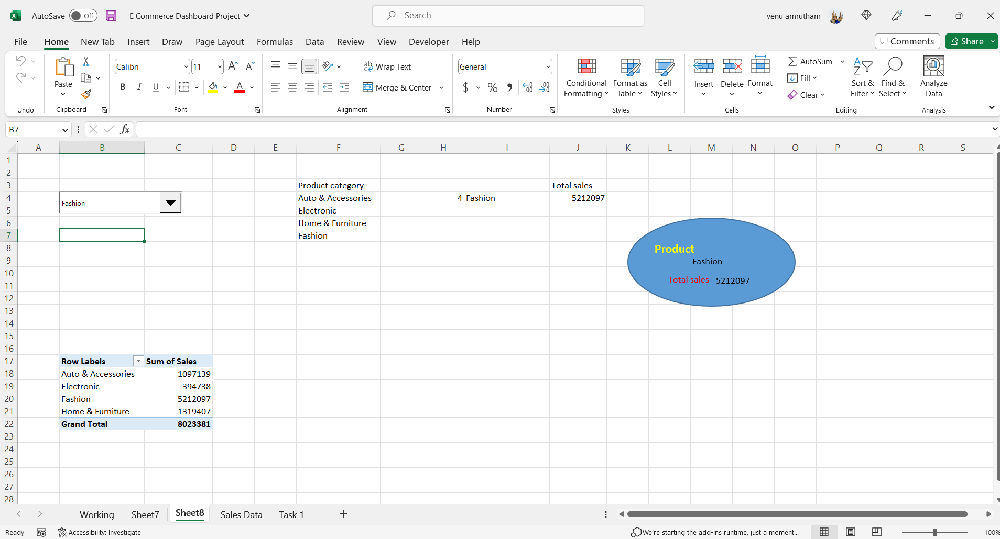 AutoSave Off E Commerce Dashboard Project Search venu amrutham
File Home New Tab Insert Draw Page Layout Formulas Data Review View Developer Help Comments Share
Calibri 11 Wrap Text General AutoSum
Paste Conditional Formatting Format as Table Cell Styles Insert Delete Format Fill Sort & Filter Find & Select Analyze Data
B I U A Merge & Center $ % Clear
Undo Clipboard Font Alignment Number Styles Cells Editing Analysis
B7 fx
A B C D E F G H I J K L M N O P Q R S
1
2
3 Product category Total sales
4 Fashion Auto & Accessories 4 Fashion 5212097
5 Electronic
6 Home & Furniture
7 Fashion
8 Product
9 Fashion
10
11 Total sales 5212097
12
13
14
15
16
17 Row Labels Sum of Sales
18 Auto & Accessories 1097139
19 Electronic 394738
20 Fashion 5212097
21 Home & Furniture 1319407
22 Grand Total 8023381
23
24
25
26
27
28
Working Sheet7 Sheet8 Sales Data Task 1
Ready Accessibility: Investigate We're starting the add-ins runtime, just a moment... 100%